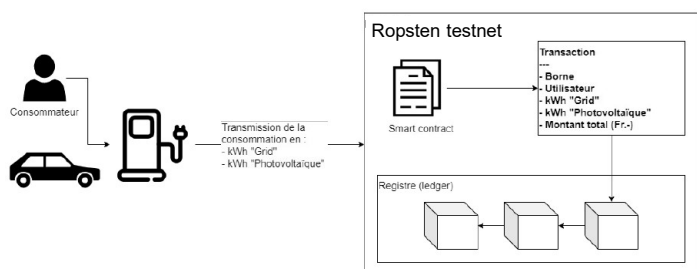 Ropsten testnet
Consommateur
Transmission de la
consommation en :
- kWh "Grid"
- kWh "Photovoltaïque"
Smart contract
Transaction
---
- Borne
- Utilisateur
- kWh "Grid"
- kWh "Photovoltaïque"
- Montant total (Fr.-)
Registre (ledger)